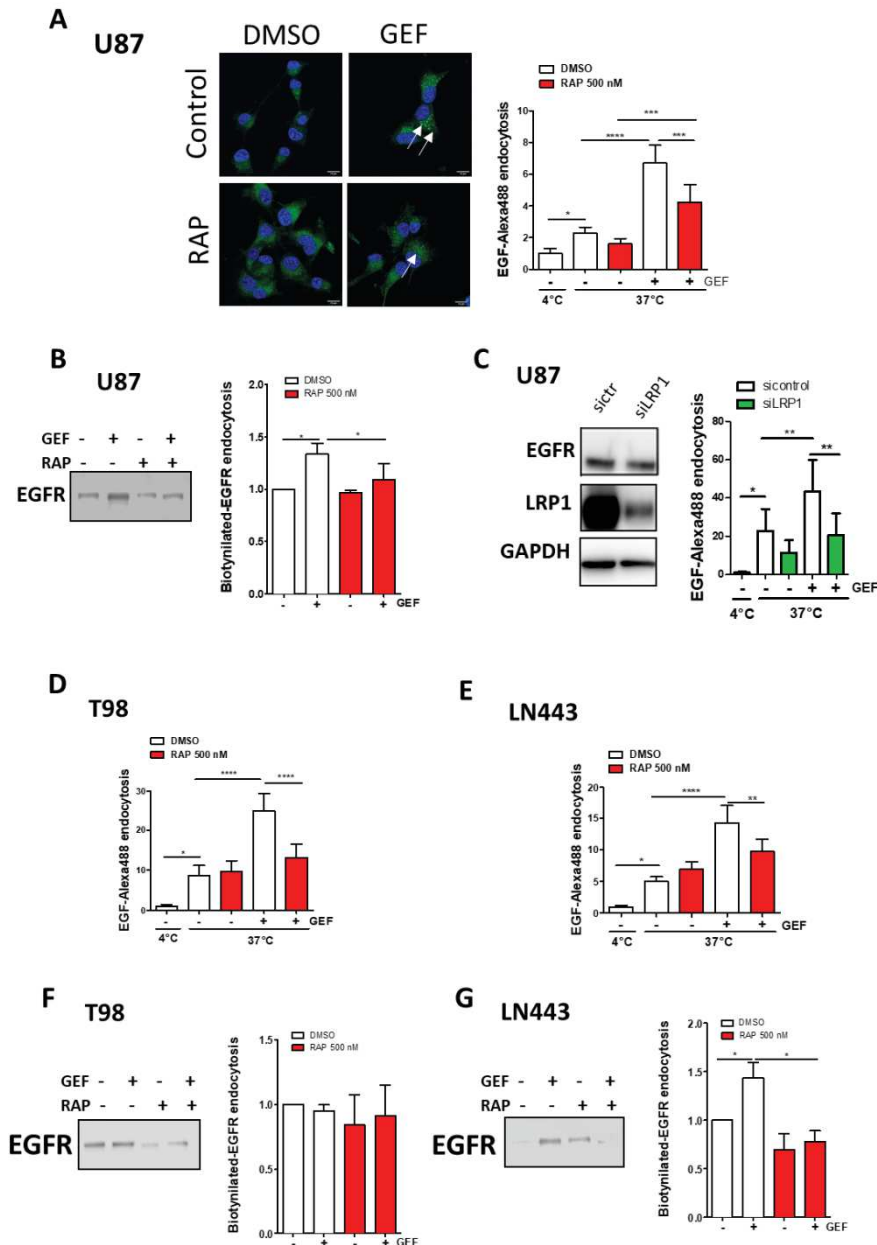 A
U87
DMSO GEF
Control
RAP
DMSO
RAP 500 nM
EGF-Alexa488 endocytosis
10
8
6
4
2
0
* **** *** ***
- - - + + GEF
4°C 37°C
B
U87
GEF - + - +
RAP - - + +
EGFR
DMSO
RAP 500 nM
Biotynilated-EGFR endocytosis
2.0
1.5
1.0
0.5
0.0
* *
- + - + GEF
C
U87
sictr siLRP1
EGFR
LRP1
GAPDH
sicontrol
siLRP1
EGF-Alexa488 endocytosis
80
60
40
20
0
* ** **
- - - + + GEF
4°C 37°C
D
T98
DMSO
RAP 500 nM
EGF-Alexa488 endocytosis
30
20
10
0
* **** ****
- - - + + GEF
4°C 37°C
E
LN443
DMSO
RAP 500 nM
EGF-Alexa488 endocytosis
20
15
10
5
0
* **** **
- - - + + GEF
4°C 37°C
F
T98
GEF - + - +
RAP - - + +
EGFR
DMSO
RAP 500 nM
Biotynilated-EGFR endocytosis
1.5
1.0
0.5
0.0
- + - + GEF
G
LN443
GEF - + - +
RAP - - + +
EGFR
DMSO
RAP 500 nM
Biotynilated-EGFR endocytosis
2.0
1.5
1.0
0.5
0.0
* *
- + - + GEF